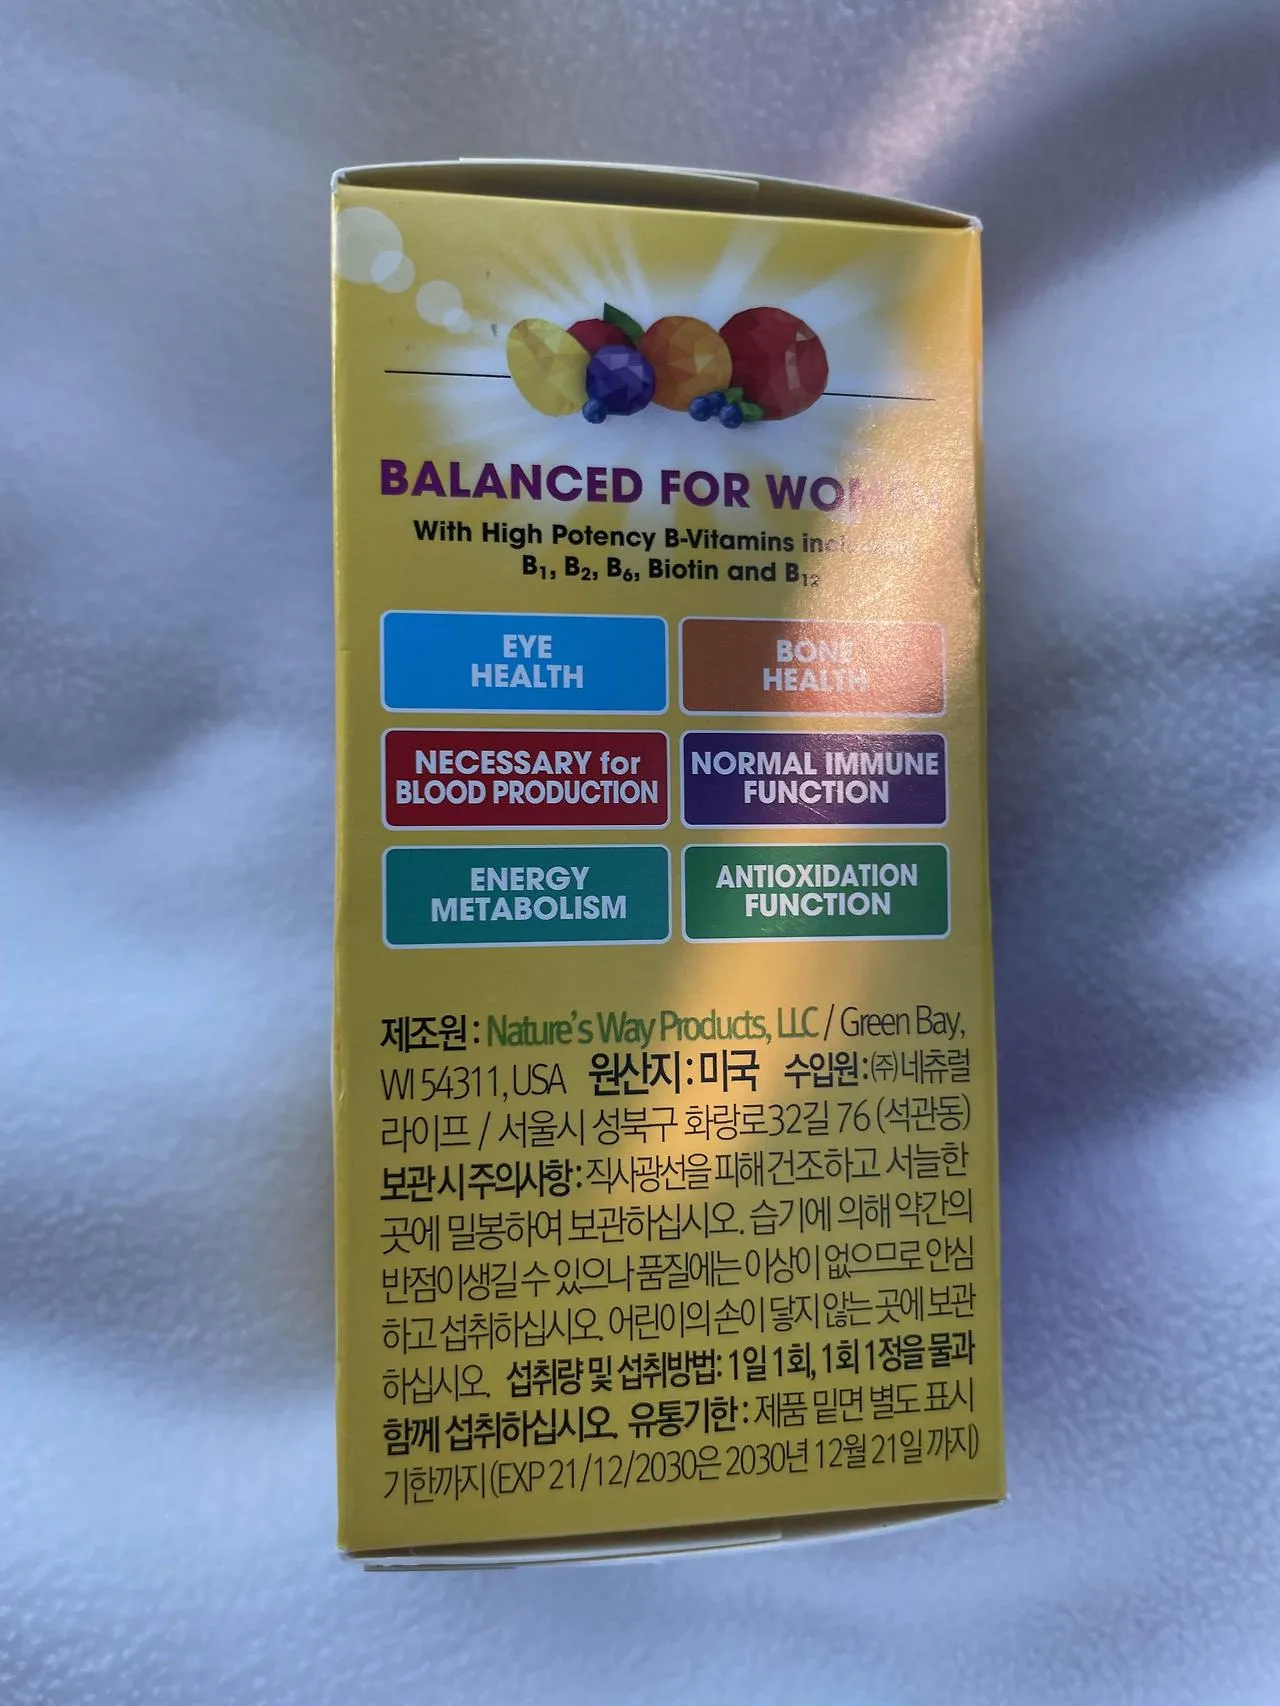 BALANCED FOR WOMEN
With High Potency B-Vitamins including
B₁, B₂, B₆, Biotin and B₁₂
EYE
HEALTH
BONE
HEALTH
NECESSARY for
BLOOD PRODUCTION
NORMAL IMMUNE
FUNCTION
ENERGY
METABOLISM
ANTIOXIDATION
FUNCTION
제조원 : Nature's Way Products, LLC / Green Bay,
WI 54311, USA 원산지 : 미국 수입원 : ㈜네츄럴
라이프 / 서울시 성북구 화랑로32길 76 (석관동)
보관 시 주의사항 : 직사광선을 피해 건조하고 서늘한
곳에 밀봉하여 보관하십시오. 습기에 의해 약간의
반점이 생길 수 있으나 품질에는 이상이 없으므로 안심
하고 섭취하십시오. 어린이의 손이 닿지 않는 곳에 보관
하십시오. 섭취량 및 섭취방법: 1일 1회, 1회 1정을 물과
함께 섭취하십시오. 유통기한 : 제품 밑면 별도 표시
기한까지 (EXP 21/12/2030은 2030년 12월 21일 까지)